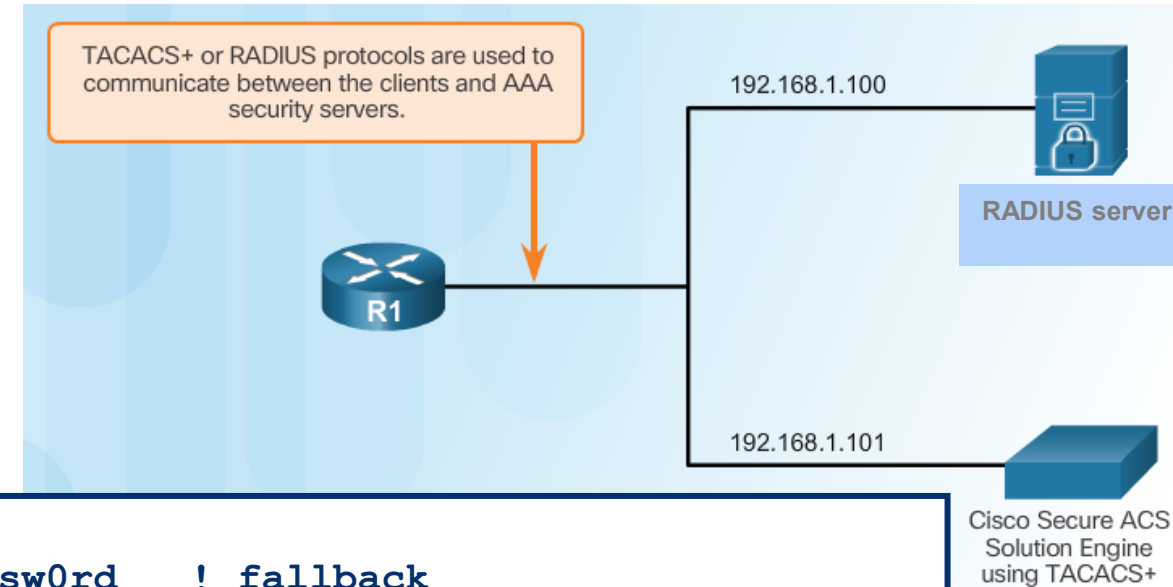 TACACS+ or RADIUS protocols are used to
communicate between the clients and AAA
security servers.
192.168.1.100
RADIUS server
R1
192.168.1.101
Cisco Secure ACS
Solution Engine
using TACACS+
sw0rd ! fallback